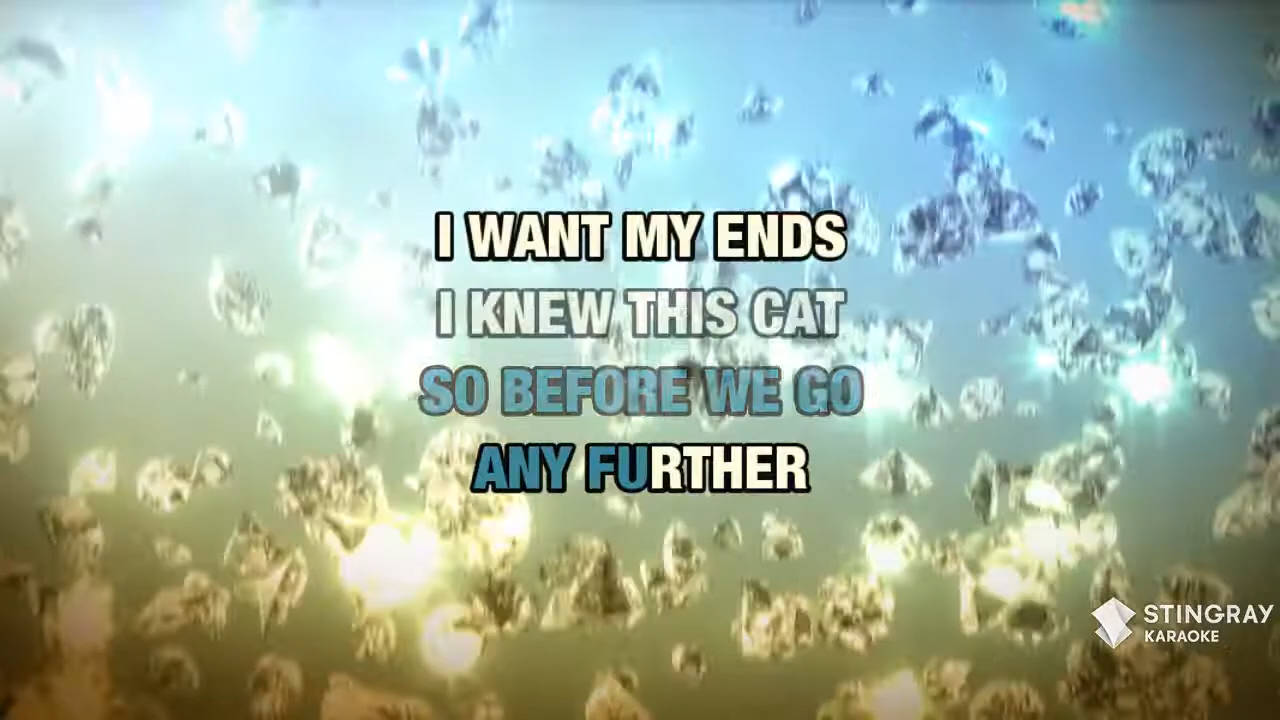 I WANT MY ENDS
I KNEW THIS CAT
SO BEFORE WE GO
ANY FURTHER
STINGRAY
KARAOKE